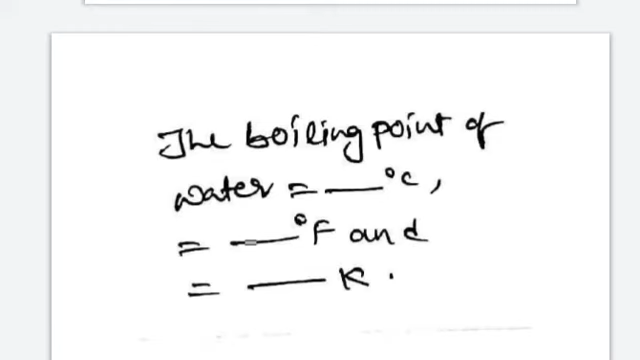 The boiling point of
water = ___°C,
= ___°F and
= ___ K.